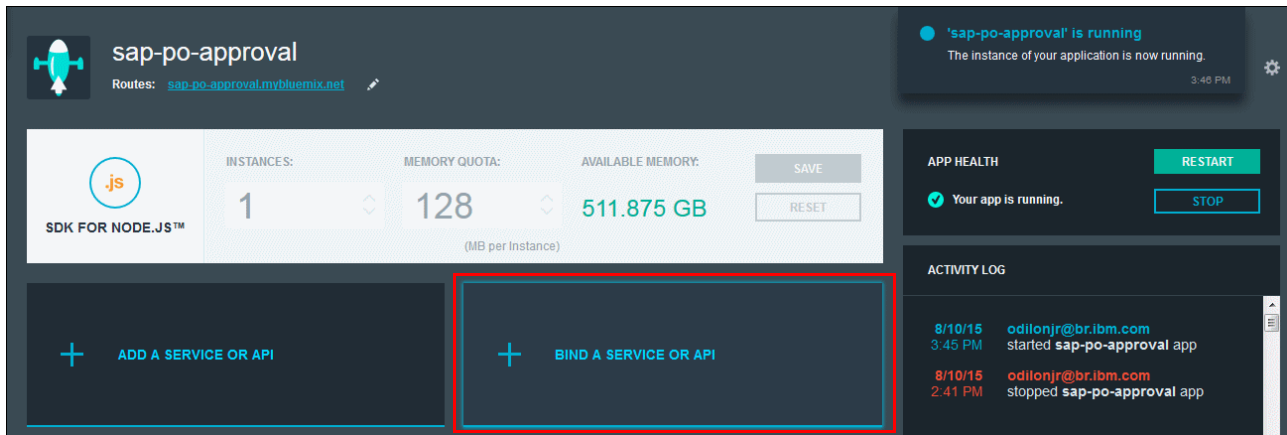 sap-po-approval
Routes: sap-po-approval.mybluemix.net
'sap-po-approval' is running
The instance of your application is now running.
3:46 PM
.js
SDK FOR NODE.JS™
INSTANCES:
1
MEMORY QUOTA:
128
(MB per Instance)
AVAILABLE MEMORY:
511.875 GB
SAVE
RESET
APP HEALTH
RESTART
Your app is running.
STOP
ADD A SERVICE OR API
BIND A SERVICE OR API
ACTIVITY LOG
8/10/15 odilonjr@br.ibm.com
3:45 PM started sap-po-approval app
8/10/15 odilonjr@br.ibm.com
2:41 PM stopped sap-po-approval app